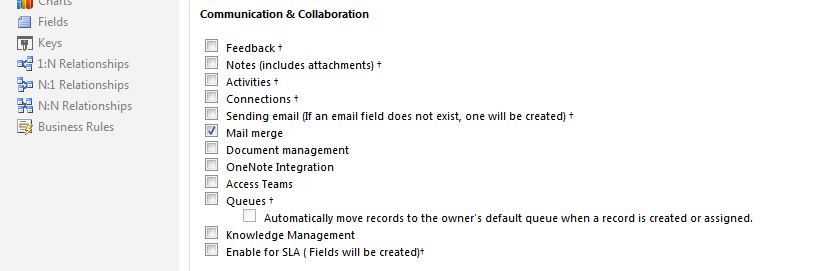 Charts
Fields
Keys
1:N Relationships
N:1 Relationships
N:N Relationships
Business Rules
Communication & Collaboration
Feedback †
Notes (includes attachments) †
Activities †
Connections †
Sending email (If an email field does not exist, one will be created) †
Mail merge
Document management
OneNote Integration
Access Teams
Queues †
Automatically move records to the owner's default queue when a record is created or assigned.
Knowledge Management
Enable for SLA ( Fields will be created)†